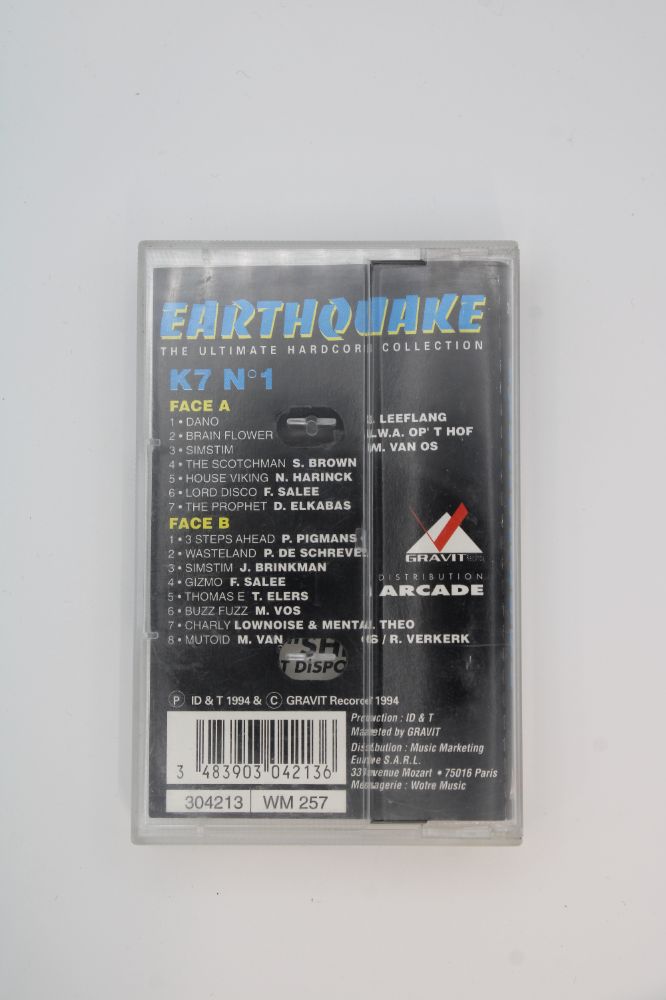 EARTHQUAKE
THE ULTIMATE HARDCORE COLLECTION
K7 N°1
FACE A
1 • DANO LEEFLANG
2 • BRAIN FLOWER L.W.A. OP' T HOF
3 • SIMSTIM M. VAN OS
4 • THE SCOTCHMAN S. BROWN
5 • HOUSE VIKING N. HARINCK
6 • LORD DISCO F. SALEE
7 • THE PROPHET D. ELKABAS
FACE B
1 • 3 STEPS AHEAD P. PIGMANS
2 • WASTELAND P. DE SCHREVE
3 • SIMSTIM J. BRINKMAN
4 • GIZMO F. SALEE
5 • THOMAS E T. ELERS
6 • BUZZ FUZZ M. VOS
7 • CHARLY LOWNOISE & MENTAL THEO
8 • MUTOID M. VAN OS / R. VERKERK
GRAVIT
DISTRIBUTION
ARCADE
Ⓟ ID & T 1994 & © GRAVIT Records 1994
Production : ID & T
Marketed by GRAVIT
Distribution : Music Marketing
Europe S.A.R.L.
33 avenue Mozart • 75016 Paris
Messagerie : Wotre Music
3 483903 042136
304213 WM 257